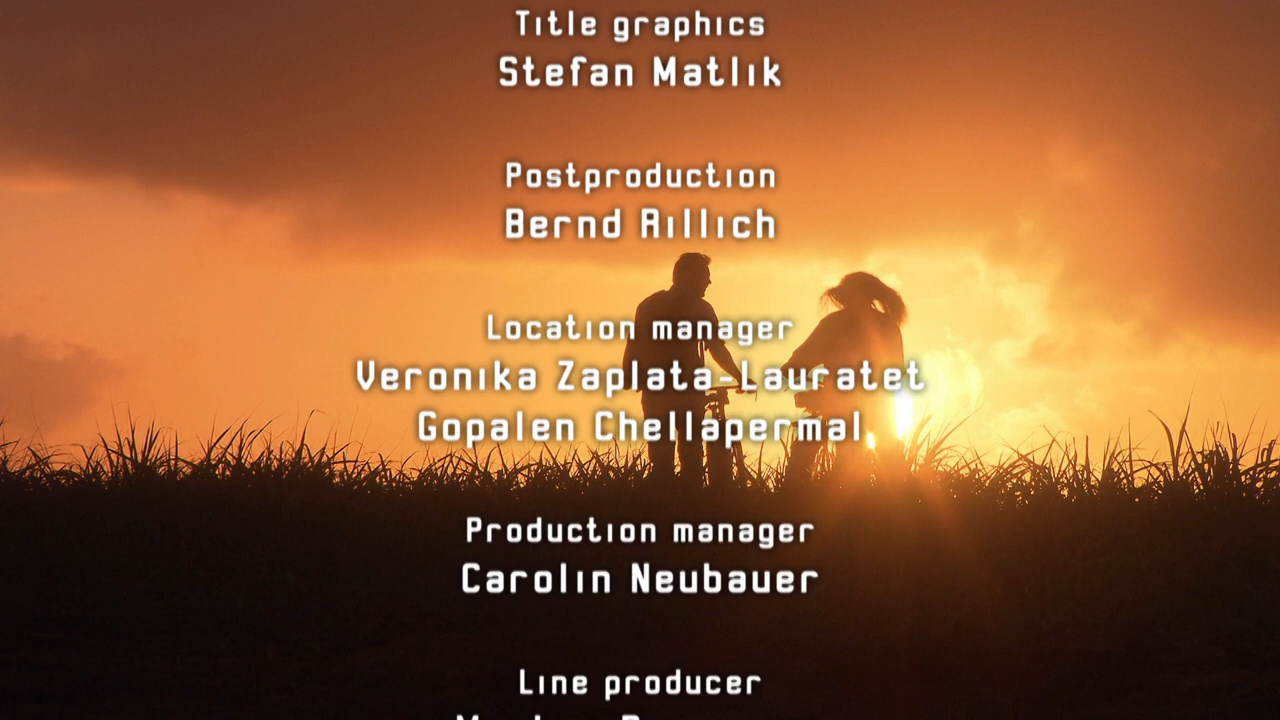 Title graphics
Stefan Matlik
Postproduction
Bernd Aillich
Location manager
Veronika Zaplata-Lauratet
Gopalen Chellapermal
Production manager
Carolin Neubauer
Line producer